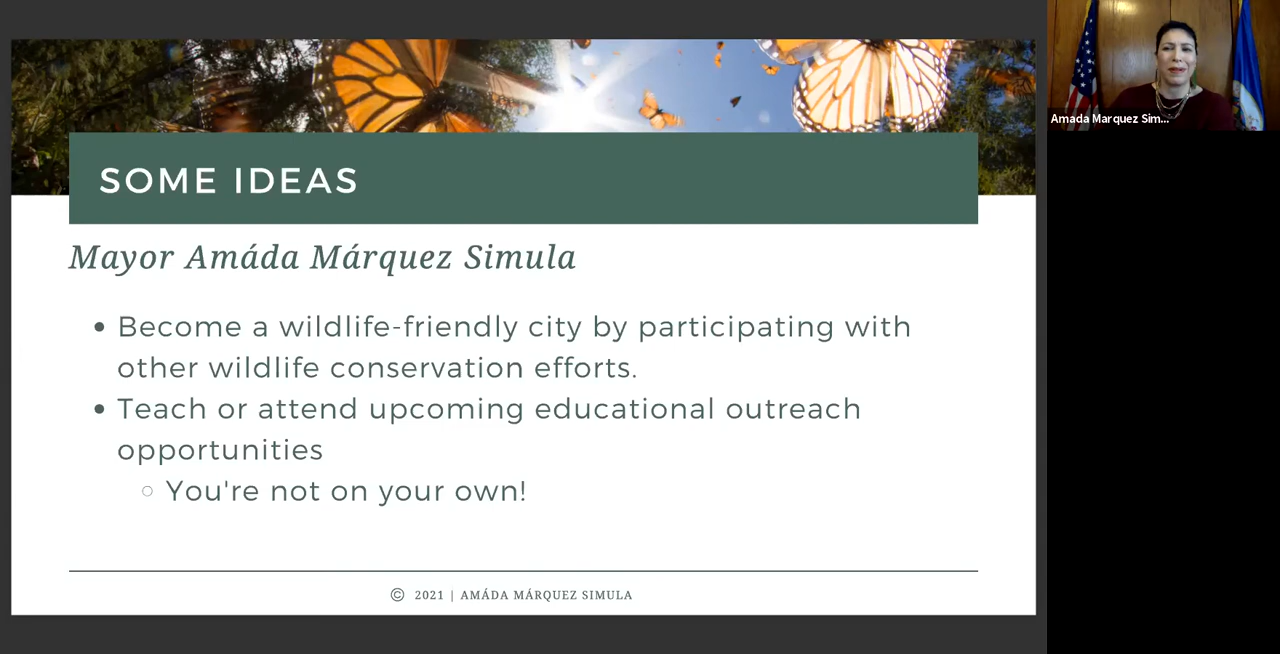 SOME IDEAS
Mayor Amáda Márquez Simula
• Become a wildlife-friendly city by participating with
other wildlife conservation efforts.
• Teach or attend upcoming educational outreach
opportunities
○ You're not on your own!
© 2021 | AMÁDA MÁRQUEZ SIMULA
Amada Marquez Sim...